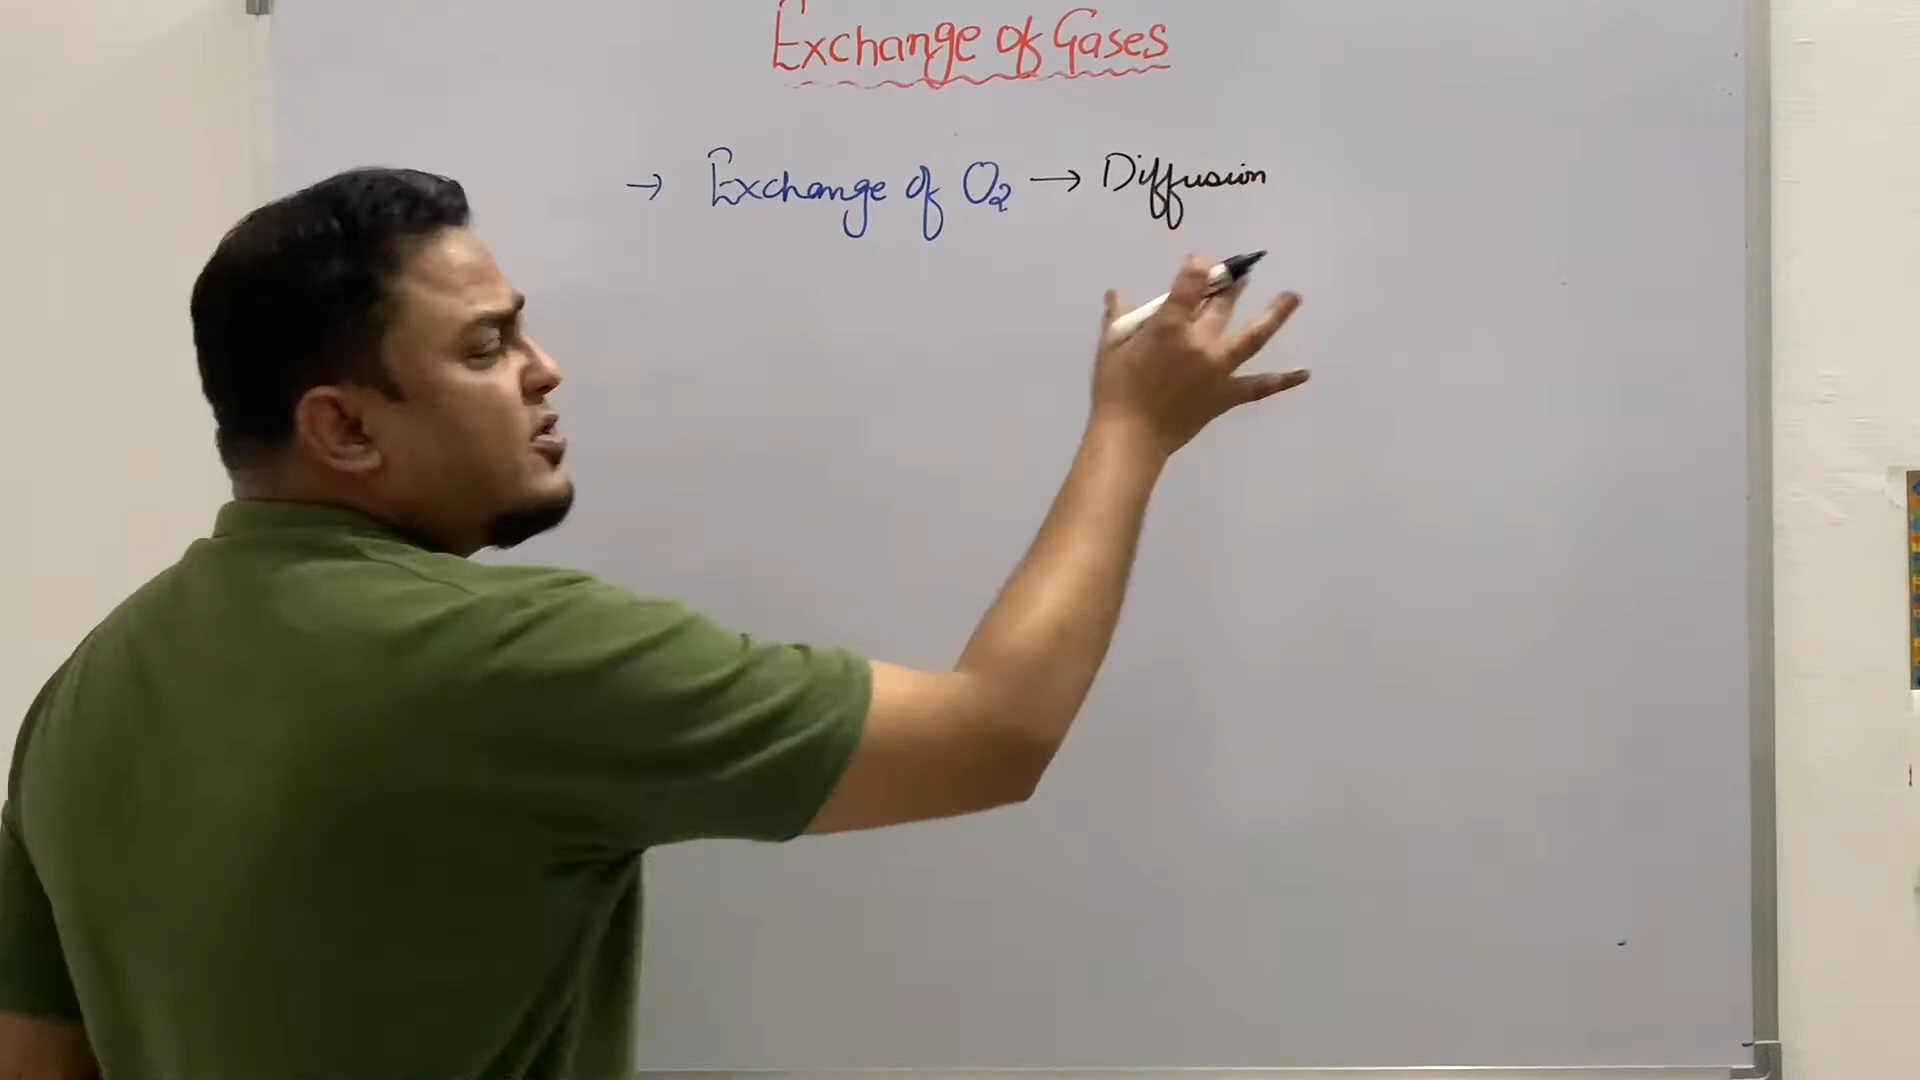 Exchange of Gases
→ Exchange of O₂ → Diffusion